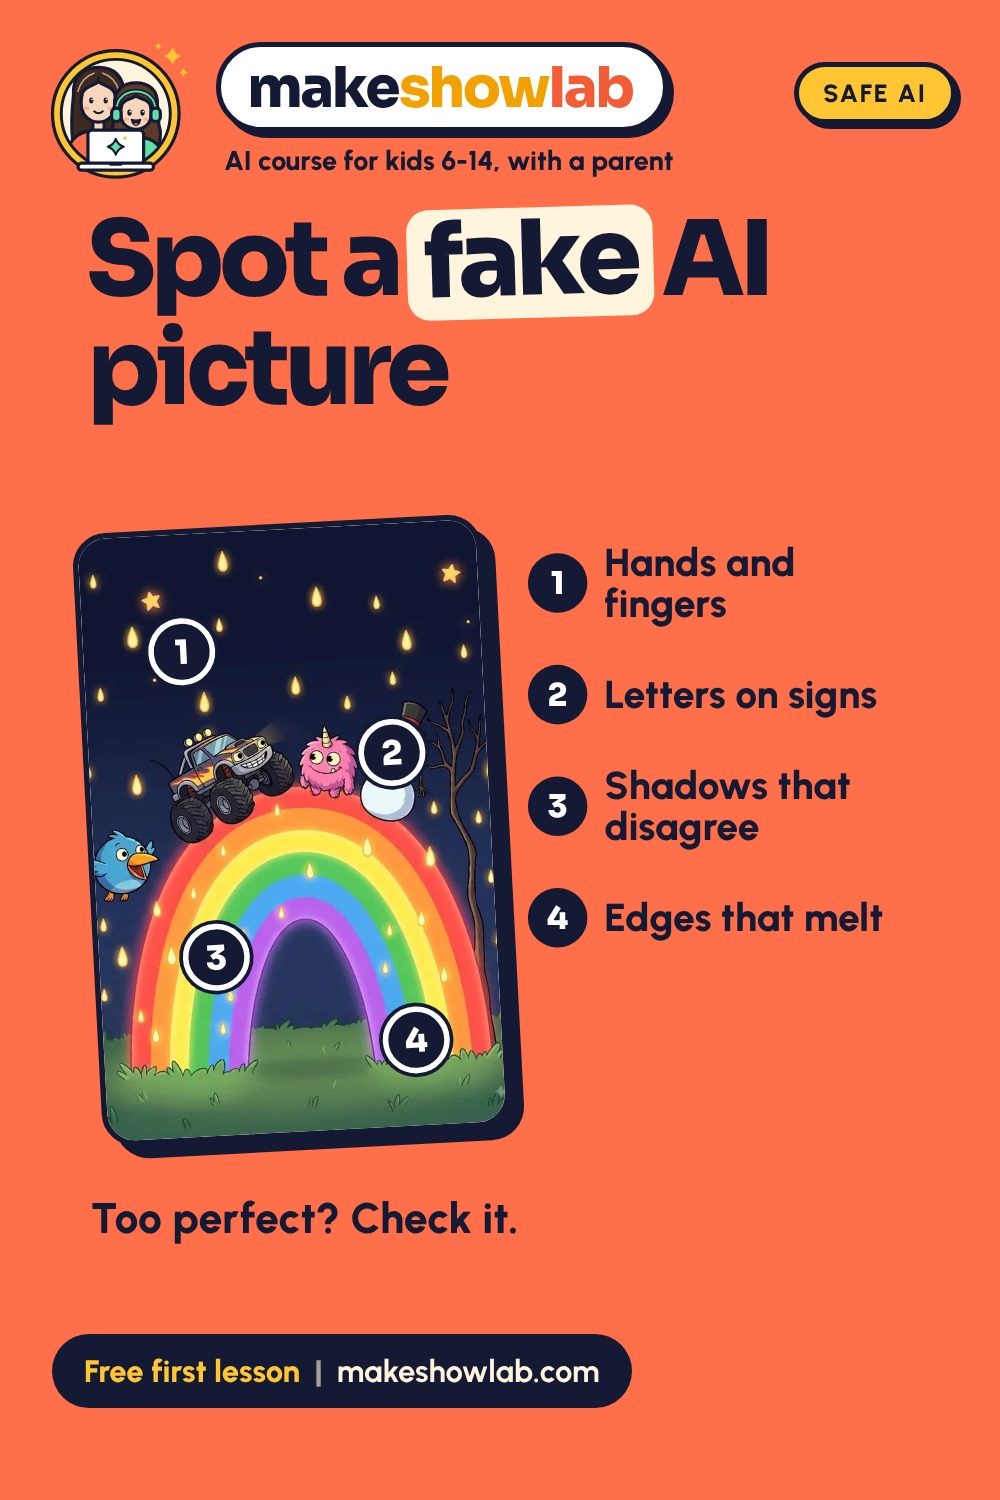 makeshowlab
SAFE AI
AI course for kids 6-14, with a parent
Spot a fake AI
picture
1
2
3
4
1 Hands and
fingers
2 Letters on signs
3 Shadows that
disagree
4 Edges that melt
Too perfect? Check it.
Free first lesson | makeshowlab.com